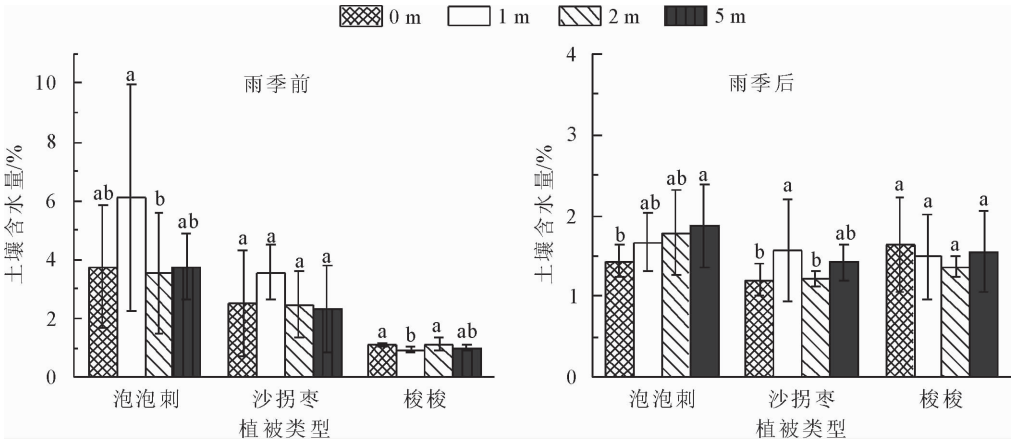 0 m 1 m 2 m 5 m
雨季前
土壤含水量/%
10
8
6
4
2
0
ab a b ab
a a a a
a b a ab
泡泡刺 沙拐枣 梭梭
植被类型
雨季后
土壤含水量/%
4
3
2
1
0
b ab ab a
b a b ab
a a a a
泡泡刺 沙拐枣 梭梭
植被类型